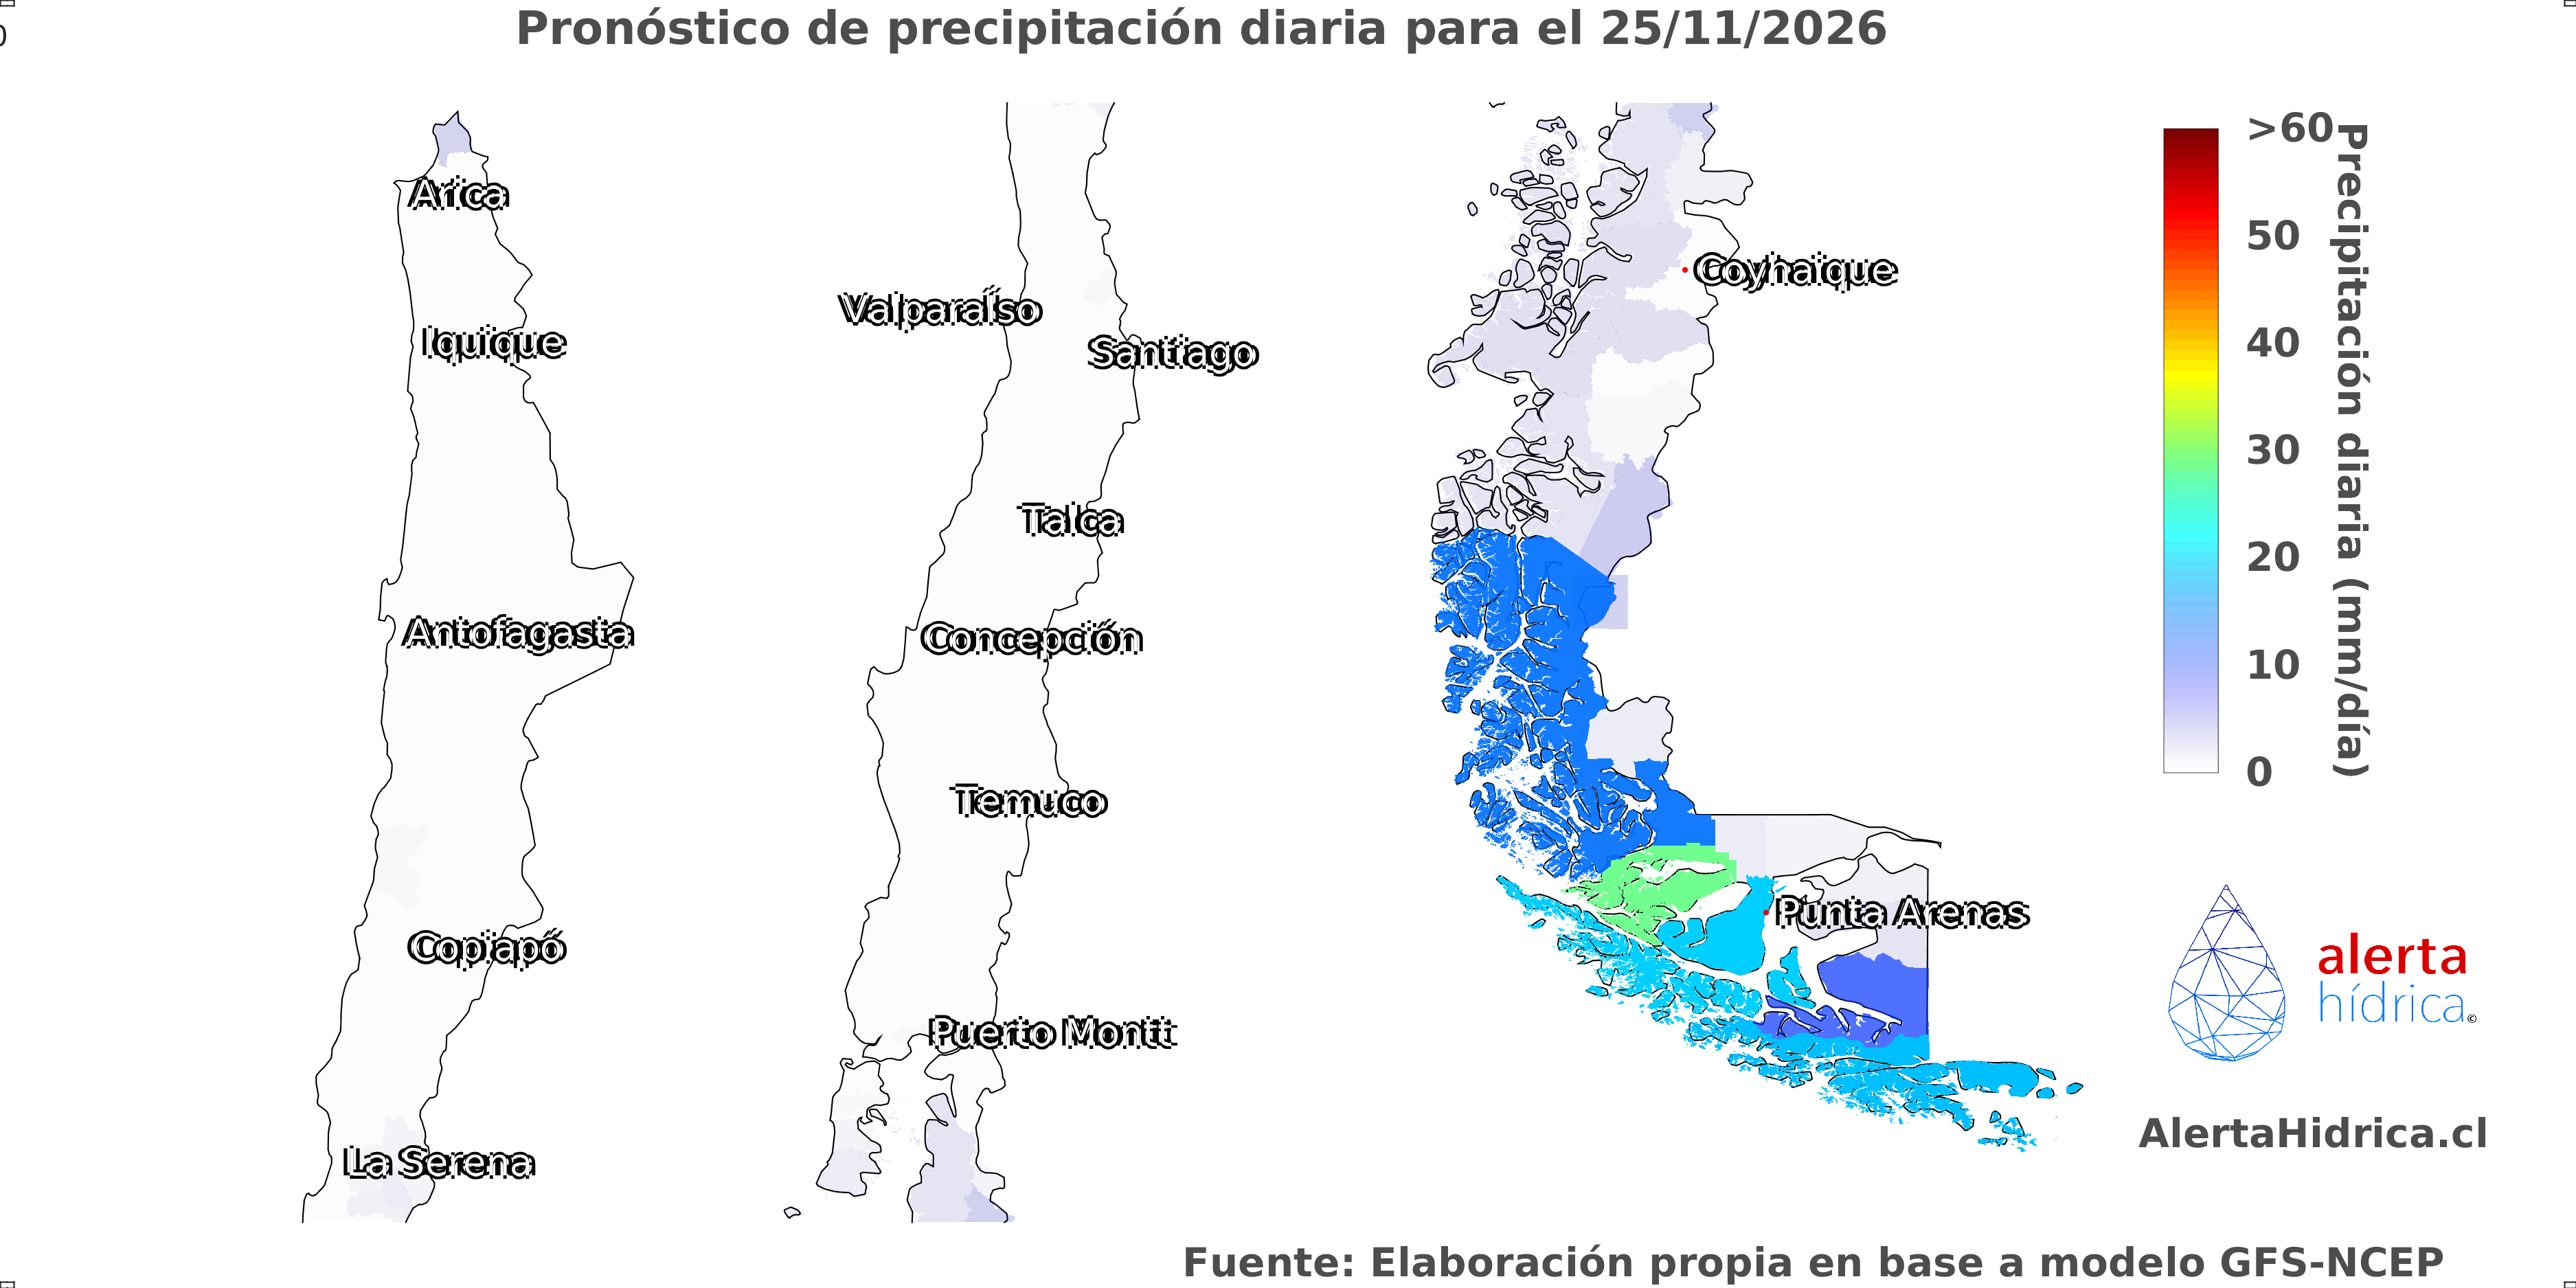 Pronóstico de precipitación diaria para el 25/11/2026
0
Arica
Iquique
Antofagasta
Copiapó
La Serena
Valparaíso
Santiago
Talca
Concepción
Temuco
Puerto Montt
Coyhaique
Punta Arenas
>60
50
40
30
20
10
0
Precipitación diaria (mm/día)
alerta
hídrica©
AlertaHidrica.cl
Fuente: Elaboración propia en base a modelo GFS-NCEP